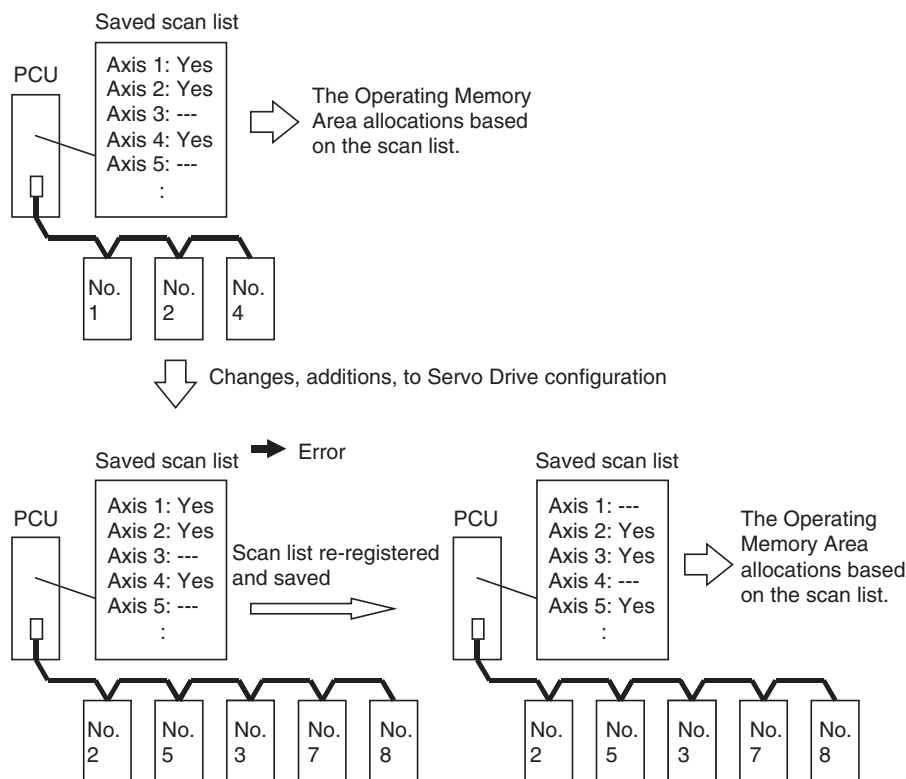 Saved scan list
PCU
Axis 1: Yes
Axis 2: Yes
Axis 3: ---
Axis 4: Yes
Axis 5: ---
:
The Operating Memory
Area allocations based
on the scan list.
No.
1
No.
2
No.
4
Changes, additions, to Servo Drive configuration
Error
Saved scan list
PCU
Axis 1: Yes
Axis 2: Yes
Axis 3: ---
Axis 4: Yes
Axis 5: ---
:
Scan list re-registered
and saved
No.
2
No.
5
No.
3
No.
7
No.
8
Saved scan list
PCU
Axis 1: ---
Axis 2: Yes
Axis 3: Yes
Axis 4: ---
Axis 5: Yes
:
The Operating
Memory Area
allocations based
on the scan list.
No.
2
No.
5
No.
3
No.
7
No.
8